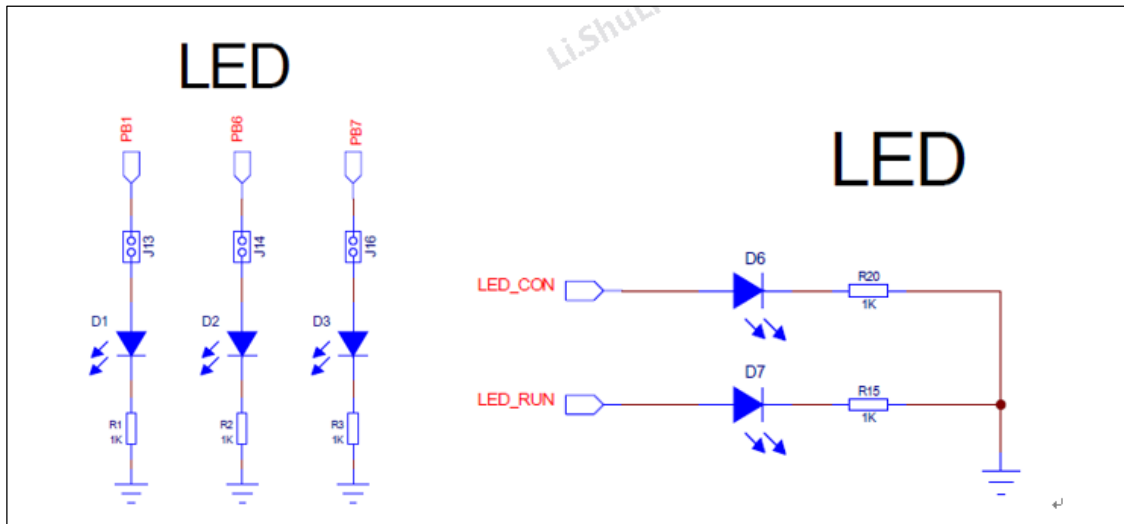 Li.ShuLi
LED
PB1
PB6
PB7
J13
J14
J16
D1
D2
D3
R1
1K
R2
1K
R3
1K
LED
LED_CON
D6
R20
1K
LED_RUN
D7
R15
1K